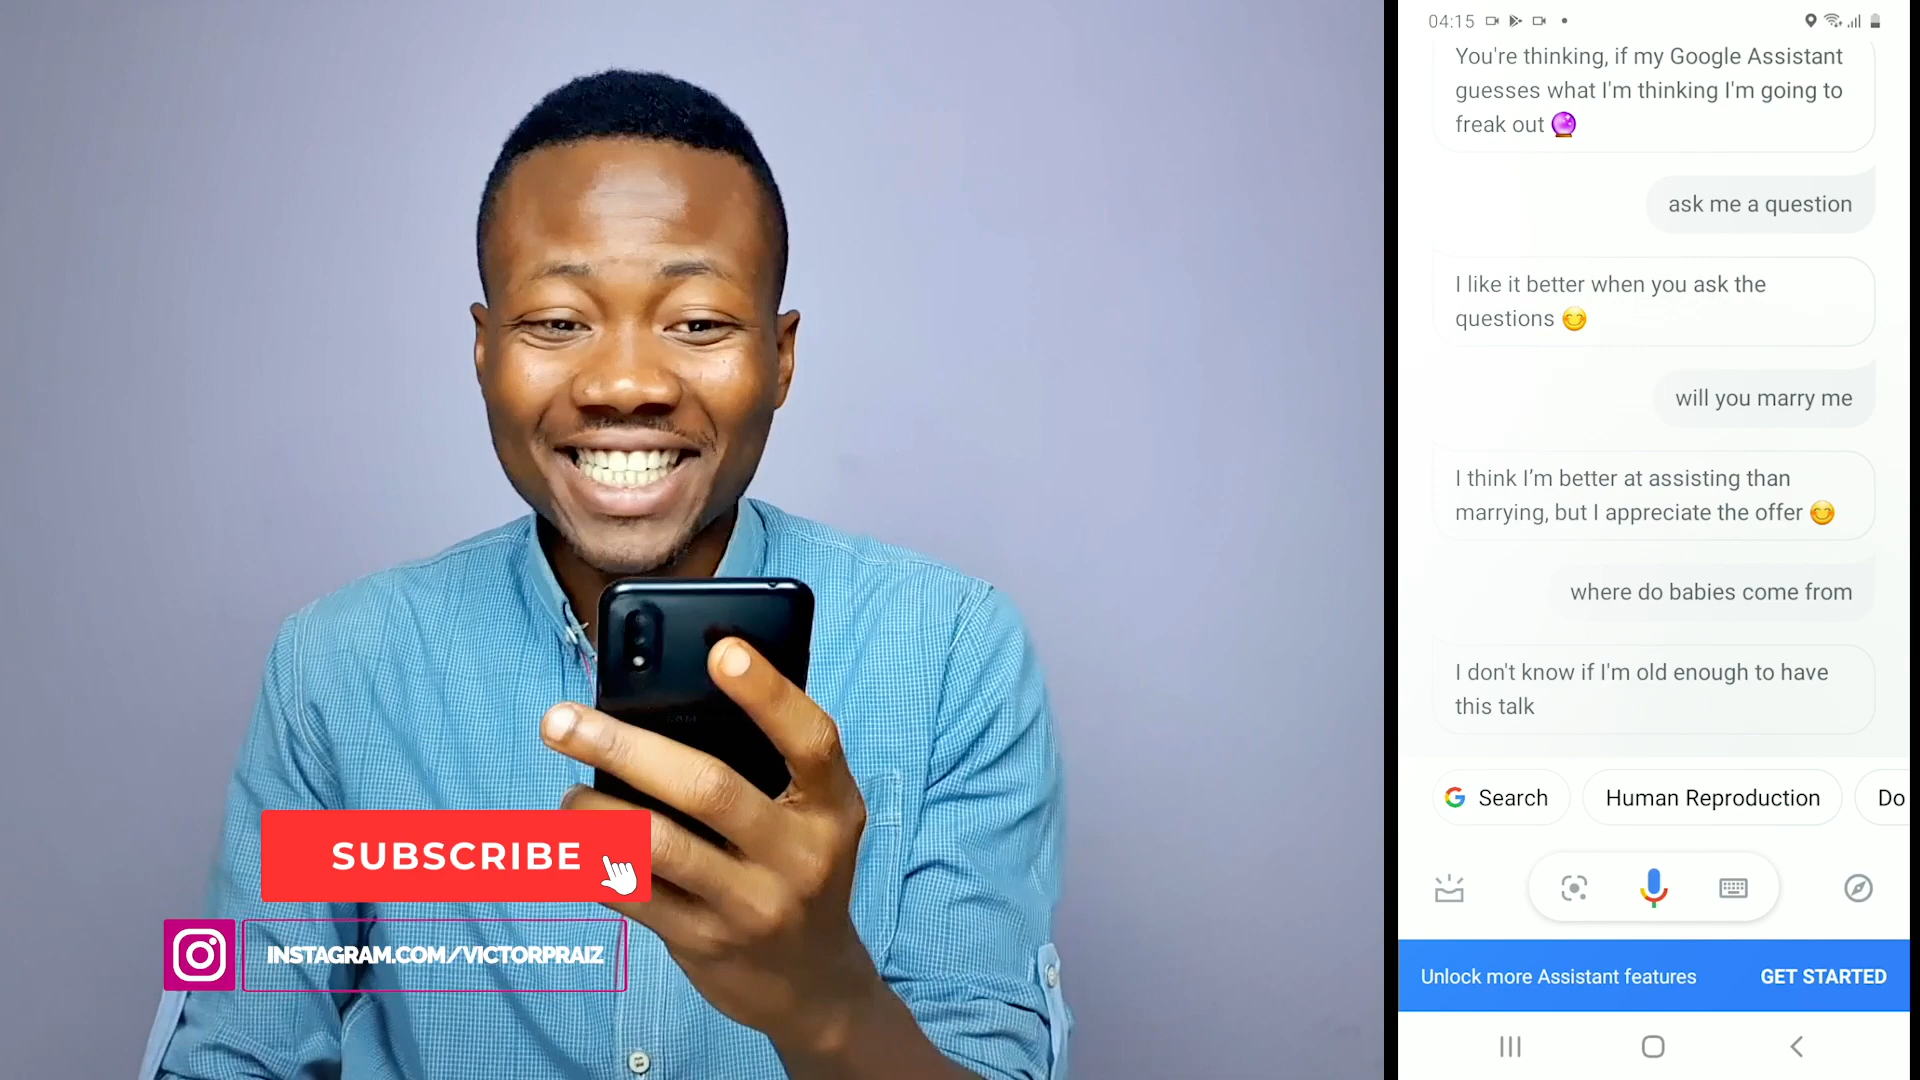 SUBSCRIBE
INSTAGRAM.COM/VICTORPRAIZ
04:15
You're thinking, if my Google Assistant
guesses what I'm thinking I'm going to
freak out 🔮
ask me a question
I like it better when you ask the
questions 😊
will you marry me
I think I’m better at assisting than
marrying, but I appreciate the offer 😊
where do babies come from
I don't know if I'm old enough to have
this talk
Search
Human Reproduction
Do
Unlock more Assistant features
GET STARTED